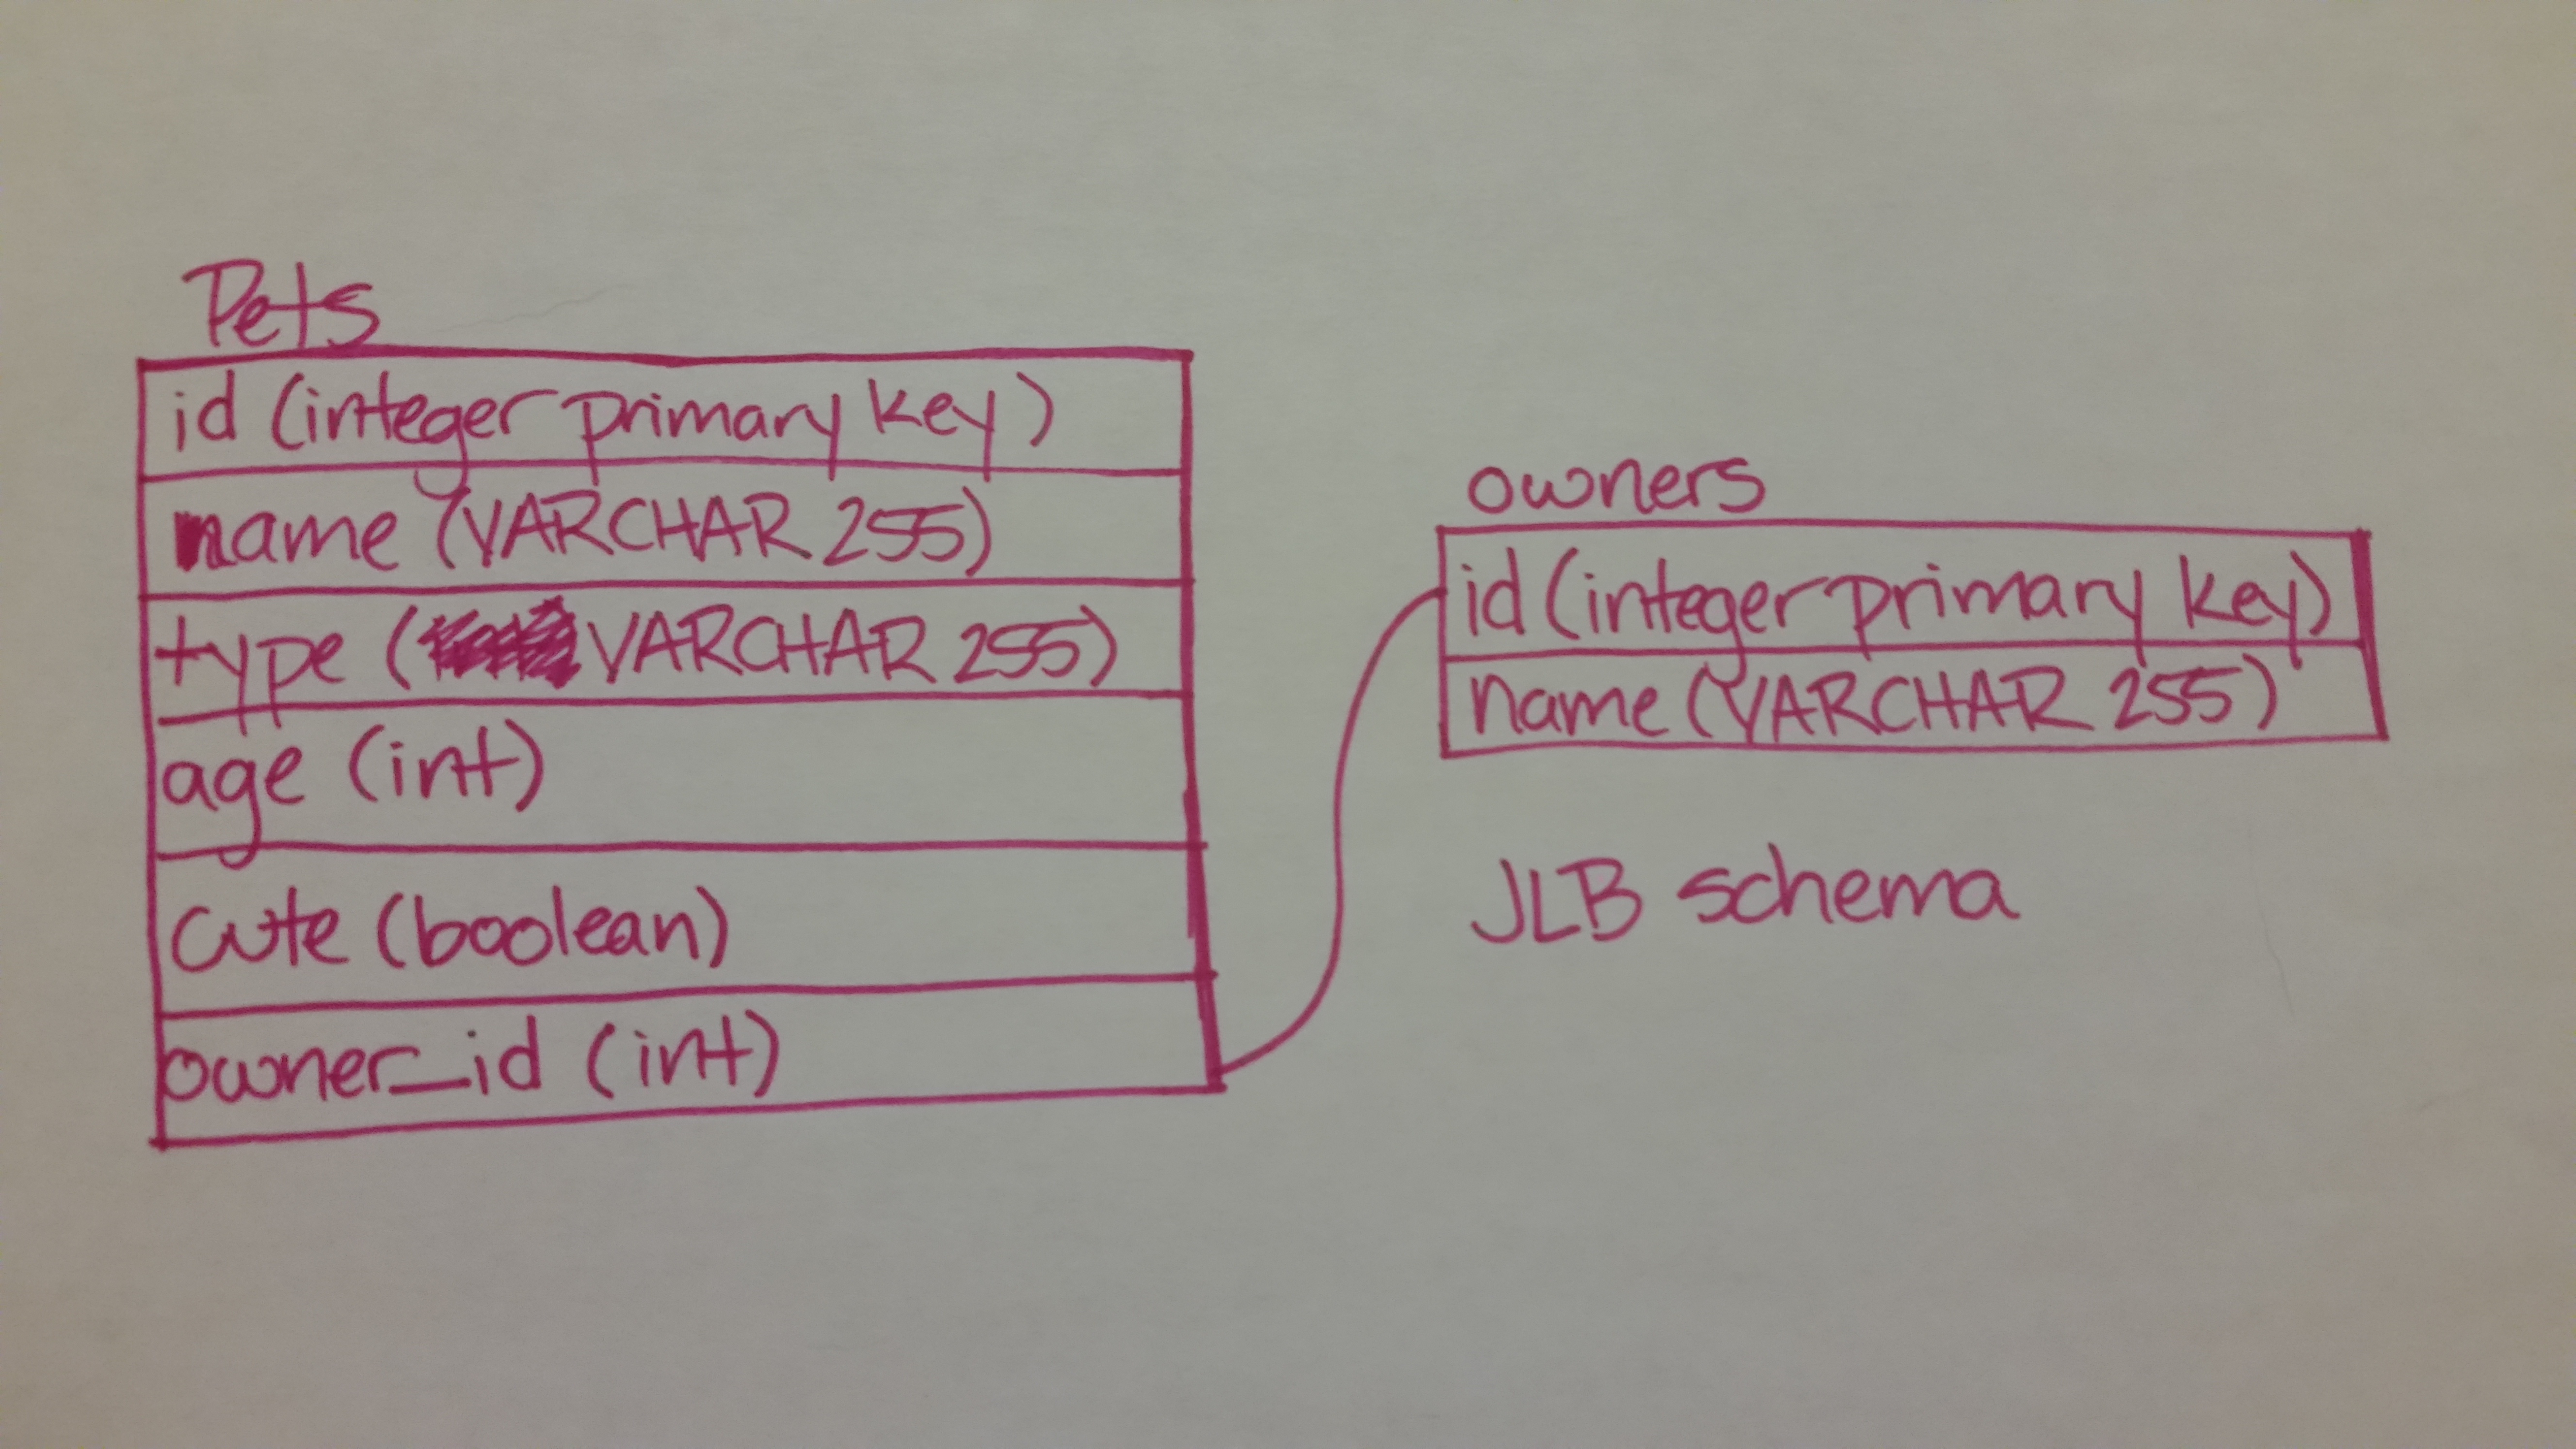 Pets
id (integer primary key)
name (VARCHAR 255)
type (VARCHAR 255)
age (int)
cute (boolean)
owner_id (int)
owners
id (integer primary key)
name (VARCHAR 255)
JLB schema